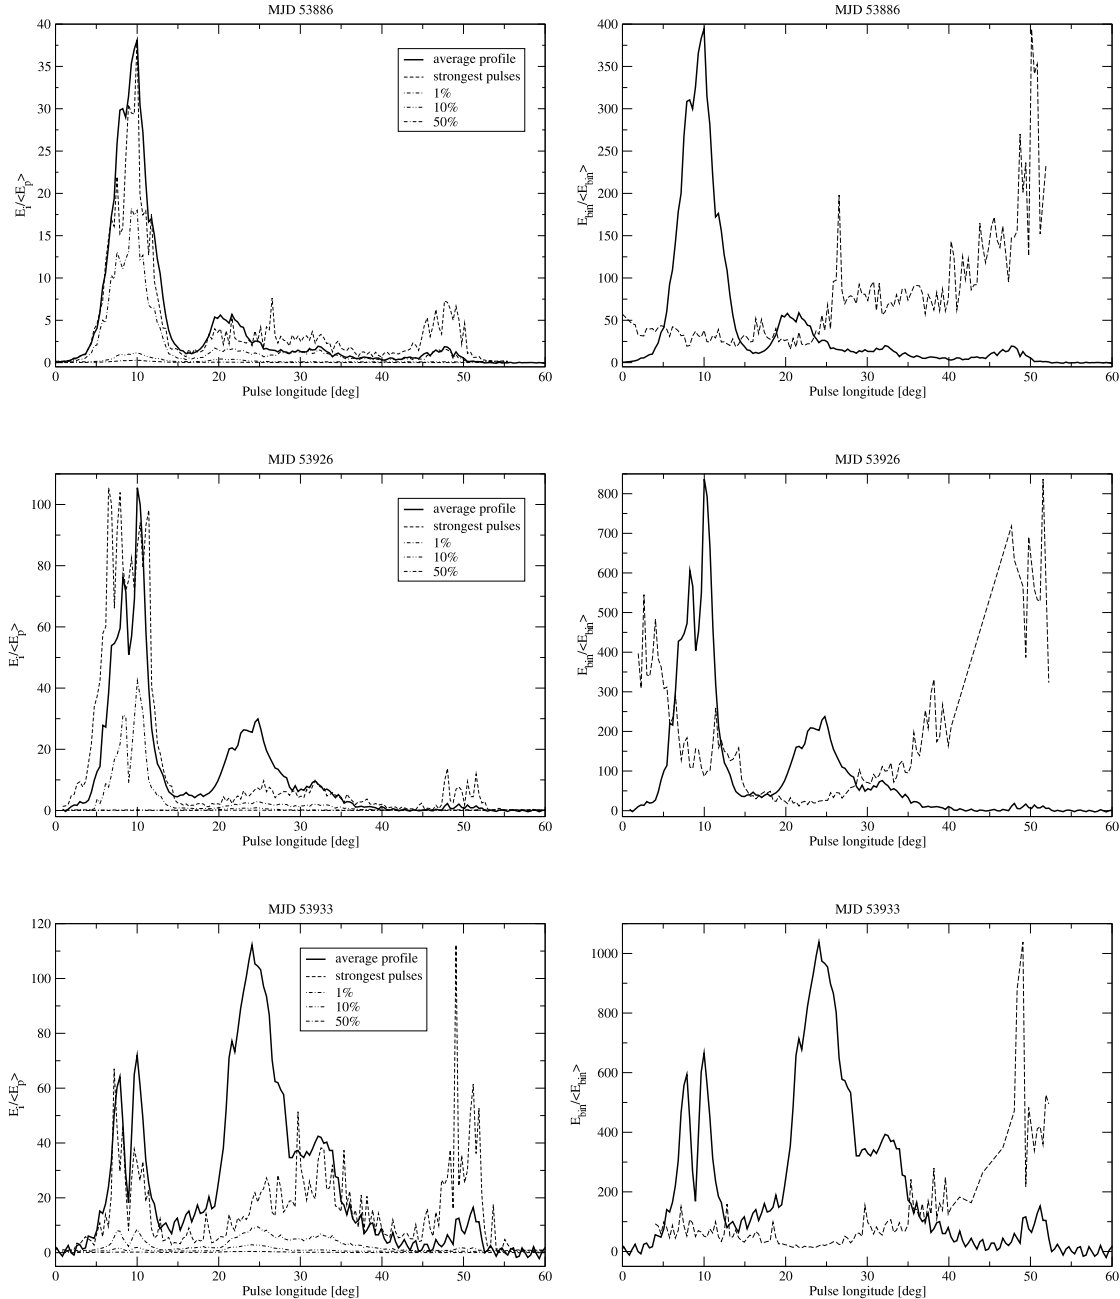 MJD 53886
40
35
30
25
20
15
10
5
0
E_i/<E_p>
average profile
strongest pulses
1%
10%
50%
0 10 20 30 40 50 60
Pulse longitude [deg]
MJD 53886
400
350
300
250
200
150
100
50
0
E_bin/<E_bin>
0 10 20 30 40 50 60
Pulse longitude [deg]
MJD 53926
100
80
60
40
20
0
E_i/<E_p>
average profile
strongest pulses
1%
10%
50%
0 10 20 30 40 50 60
Pulse longitude [deg]
MJD 53926
800
700
600
500
400
300
200
100
0
E_bin/<E_bin>
0 10 20 30 40 50 60
Pulse longitude [deg]
MJD 53933
120
100
80
60
40
20
0
E_i/<E_p>
average profile
strongest pulses
1%
10%
50%
0 10 20 30 40 50 60
Pulse longitude [deg]
MJD 53933
1000
800
600
400
200
0
E_bin/<E_bin>
0 10 20 30 40 50 60
Pulse longitude [deg]